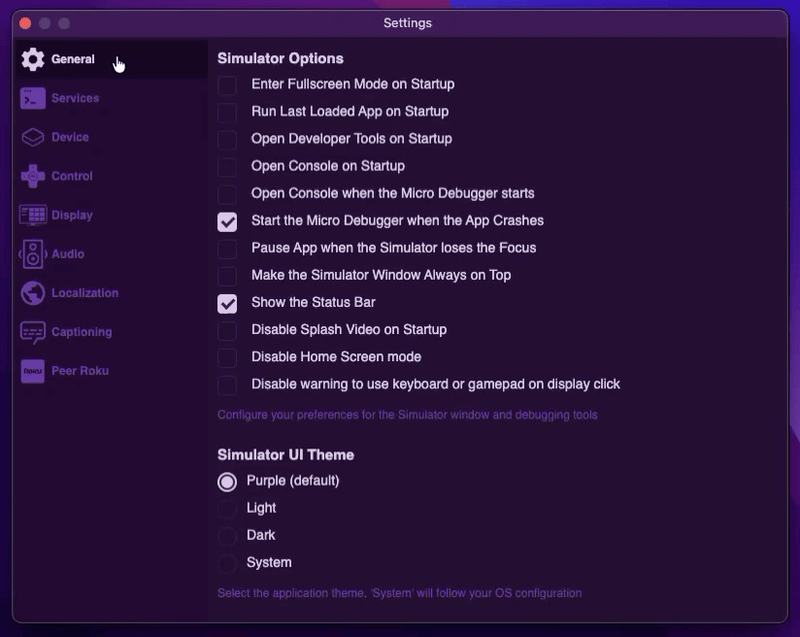 Settings
General
Services
Device
Control
Display
Audio
Localization
Captioning
Roku
Peer Roku
Simulator Options
Enter Fullscreen Mode on Startup
Run Last Loaded App on Startup
Open Developer Tools on Startup
Open Console on Startup
Open Console when the Micro Debugger starts
Start the Micro Debugger when the App Crashes
Pause App when the Simulator loses the Focus
Make the Simulator Window Always on Top
Show the Status Bar
Disable Splash Video on Startup
Disable Home Screen mode
Disable warning to use keyboard or gamepad on display click
Configure your preferences for the Simulator window and debugging tools
Simulator UI Theme
Purple (default)
Light
Dark
System
Select the application theme, 'System' will follow your OS configuration